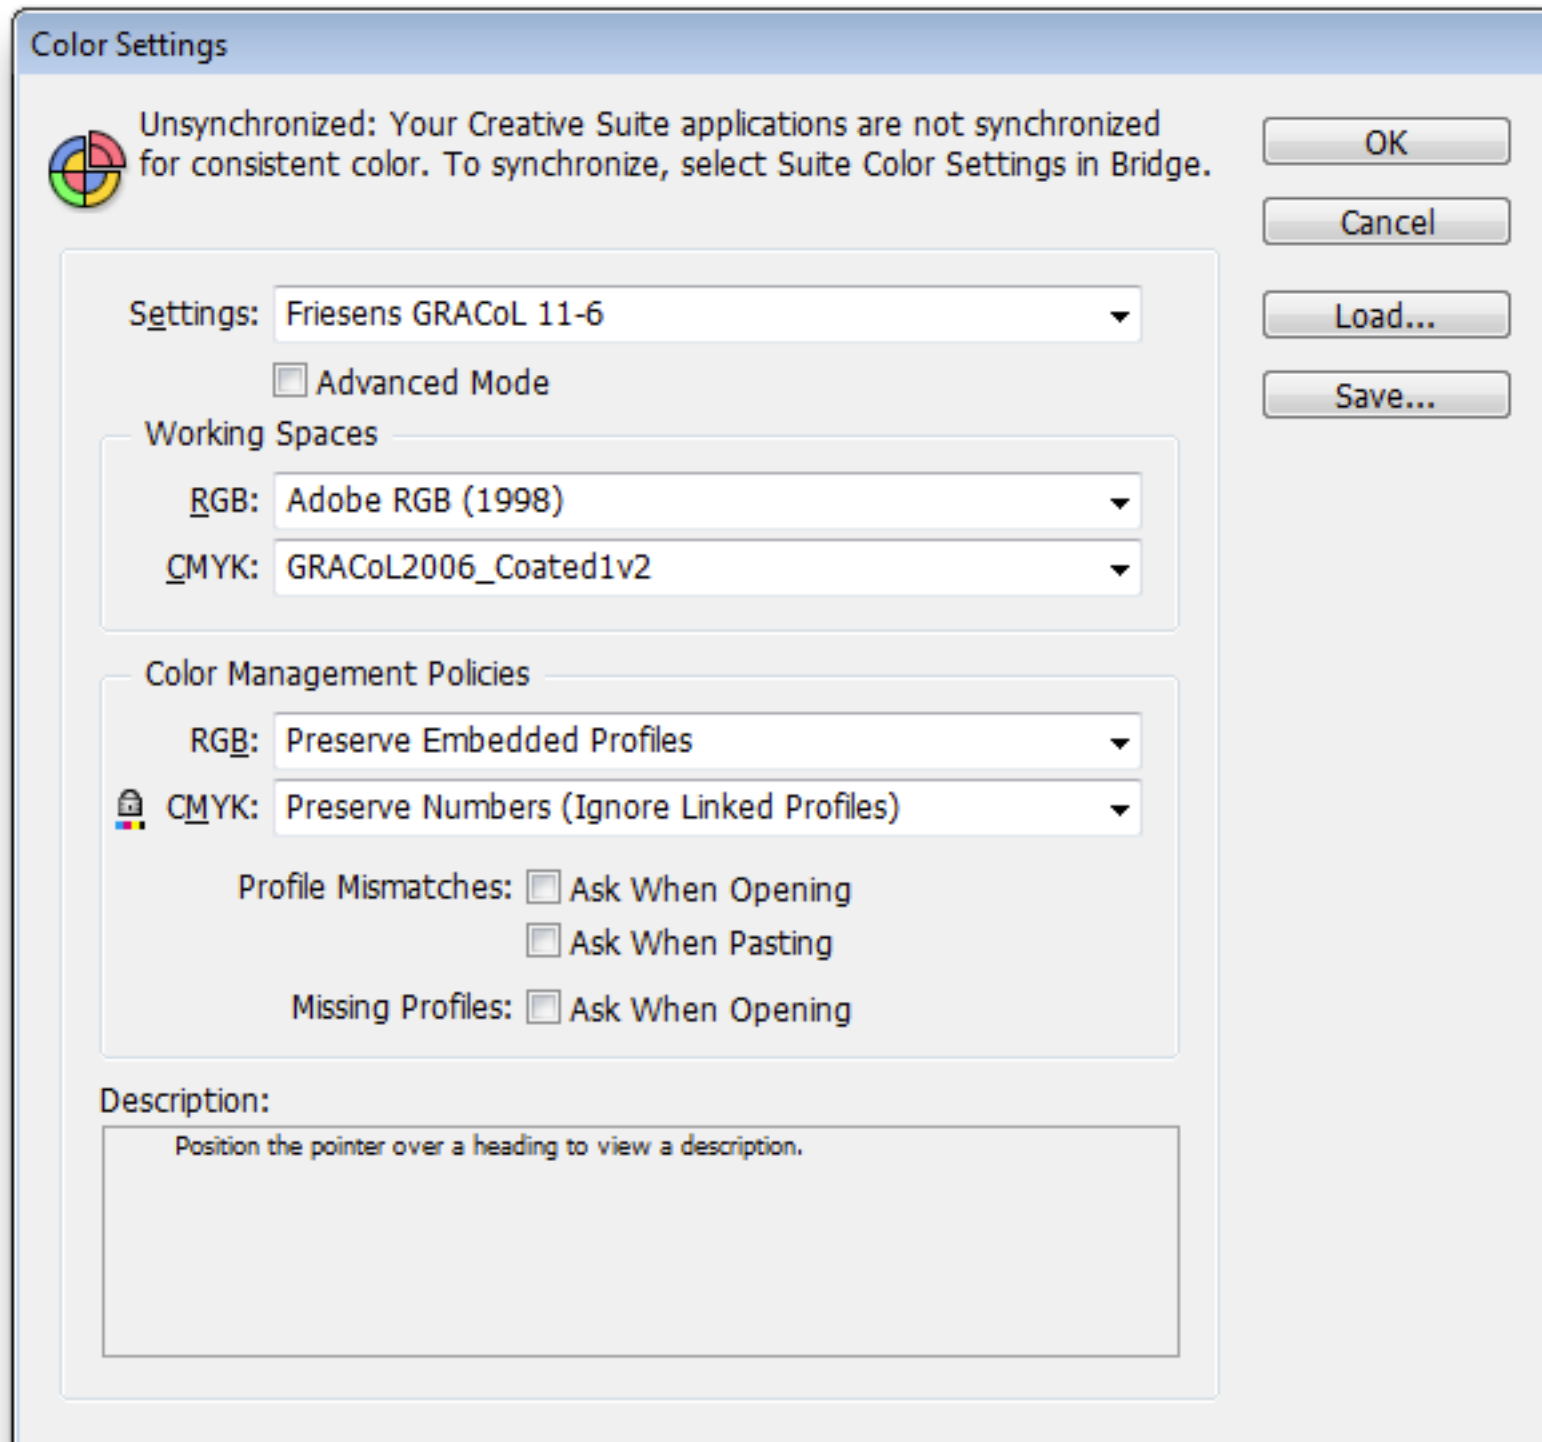 Color Settings
Unsynchronized: Your Creative Suite applications are not synchronized
for consistent color. To synchronize, select Suite Color Settings in Bridge.
OK
Cancel
Load...
Save...
Settings: Friesens GRACoL 11-6
Advanced Mode
Working Spaces
RGB: Adobe RGB (1998)
CMYK: GRACoL2006_Coated1v2
Color Management Policies
RGB: Preserve Embedded Profiles
CMYK: Preserve Numbers (Ignore Linked Profiles)
Profile Mismatches: Ask When Opening
Ask When Pasting
Missing Profiles: Ask When Opening
Description:
Position the pointer over a heading to view a description.